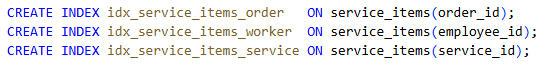 CREATE INDEX idx_service_items_order   ON service_items(order_id);
CREATE INDEX idx_service_items_worker  ON service_items(employee_id);
CREATE INDEX idx_service_items_service ON service_items(service_id);